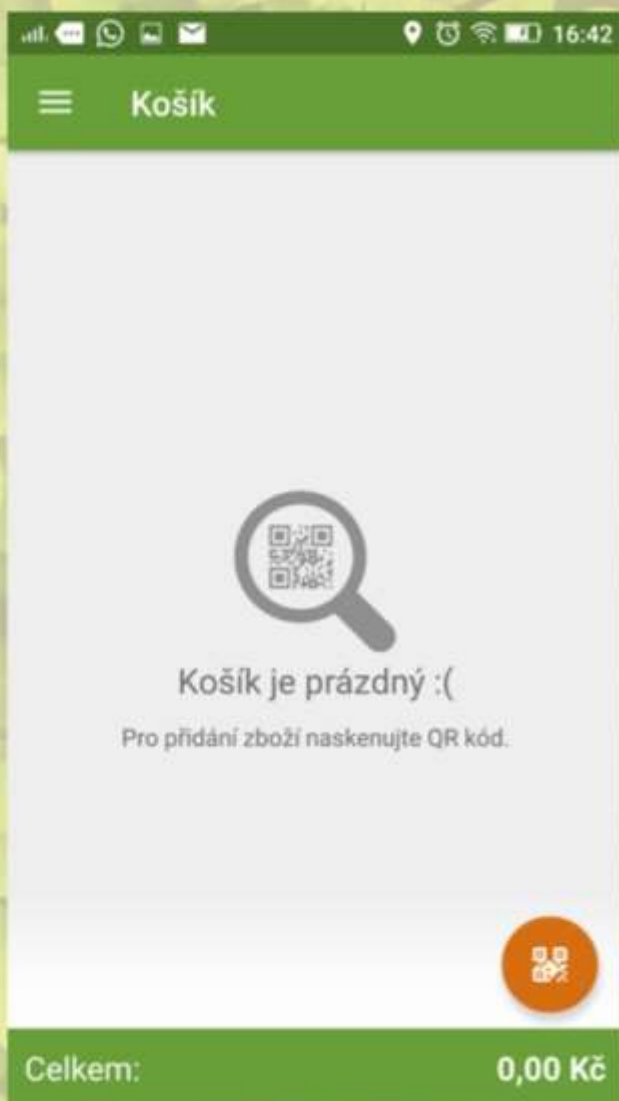 16:42
Košík
Košík je prázdný :(
Pro přidání zboží naskenujte QR kód.
Celkem: 0,00 Kč